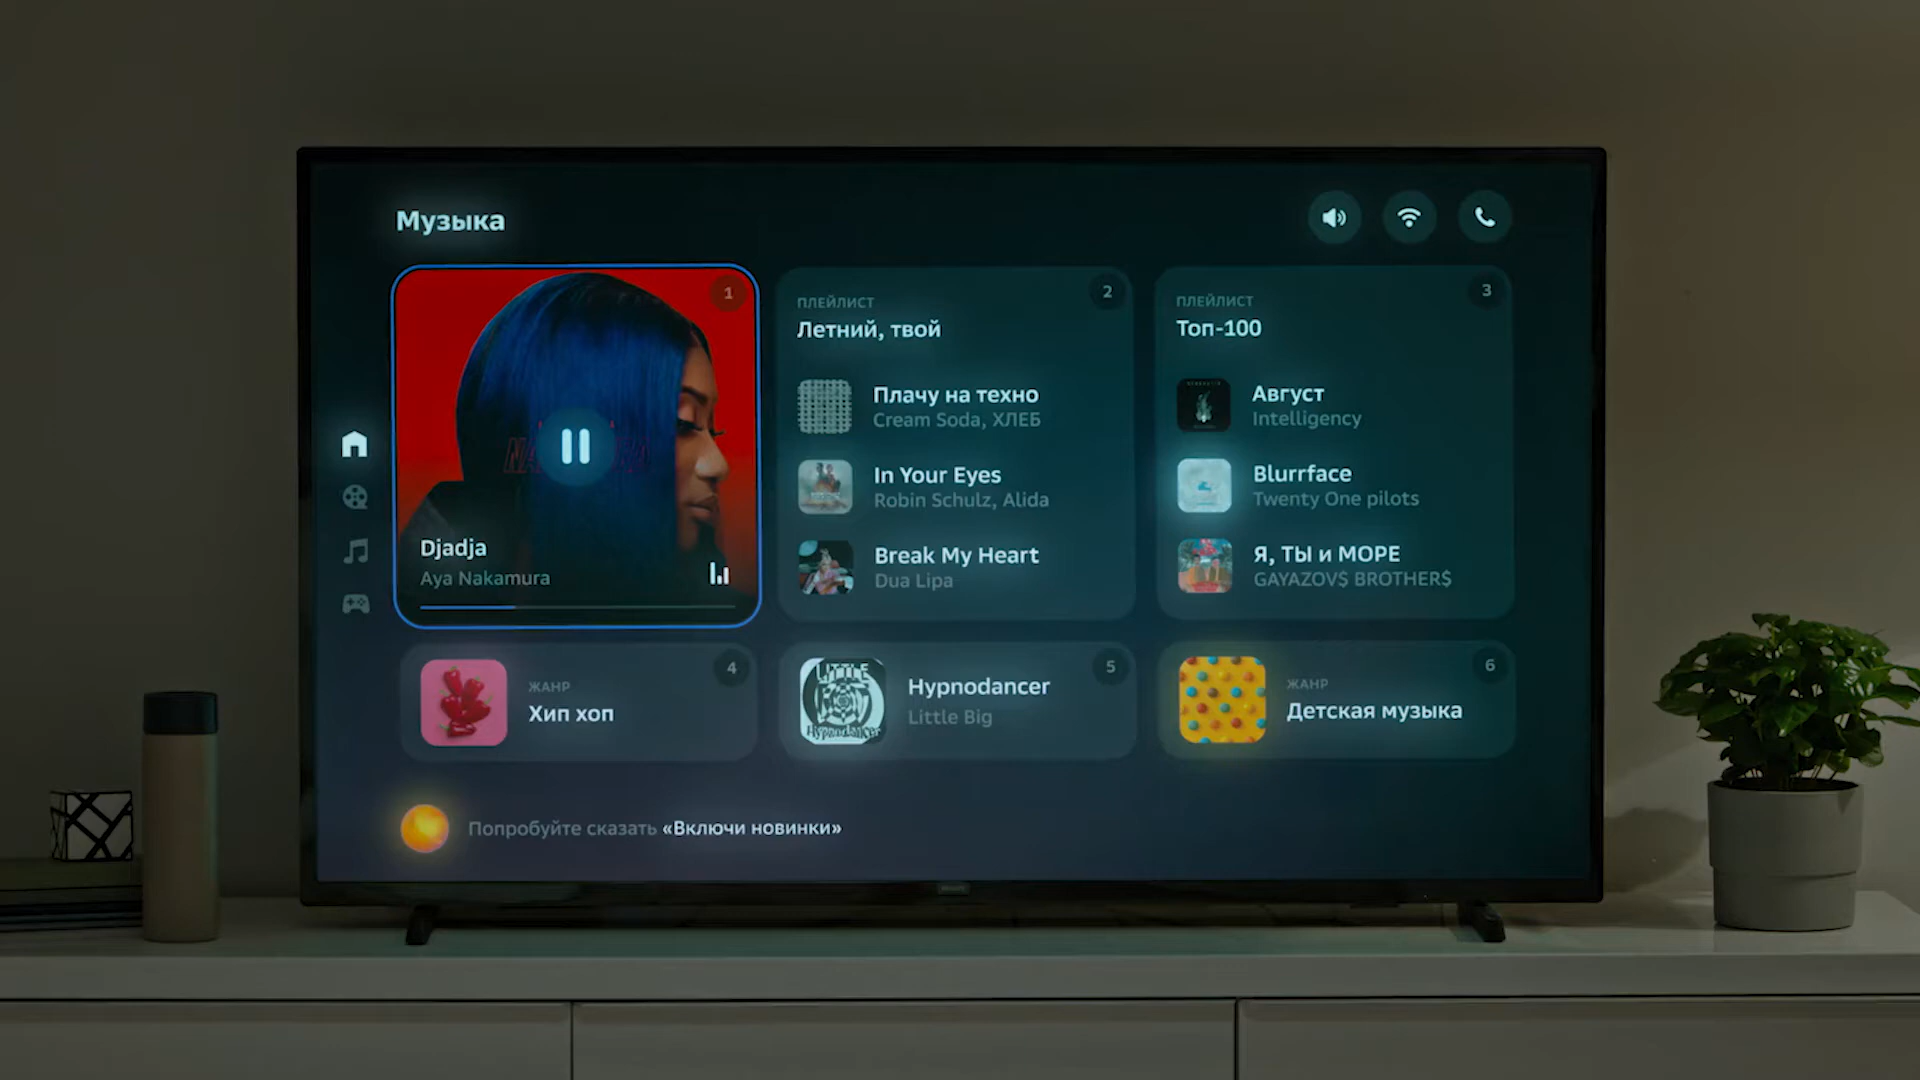 Музыка
1
Djadja
Aya Nakamura
2
ПЛЕЙЛИСТ
Летний, твой
Плачу на техно
Cream Soda, ХЛЕБ
In Your Eyes
Robin Schulz, Alida
Break My Heart
Dua Lipa
3
ПЛЕЙЛИСТ
Топ-100
Август
Intelligency
Blurrface
Twenty One pilots
Я, ТЫ и МОРЕ
GAYAZOV$ BROTHER$
4
ЖАНР
Хип хоп
5
LITTLE
Hypnodancer
Hypnodancer
Little Big
6
ЖАНР
Детская музыка
Попробуйте сказать «Включи новинки»